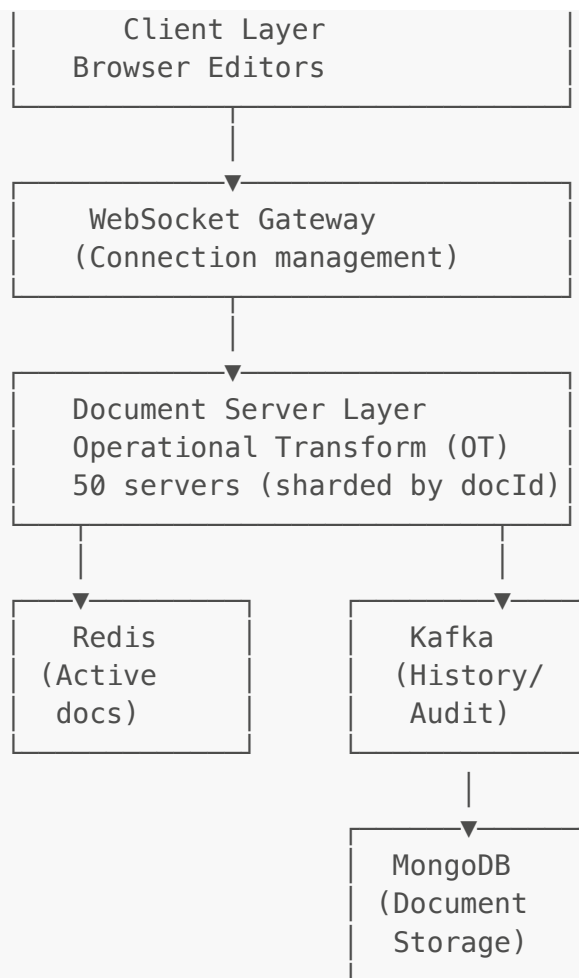 Client Layer
Browser Editors
WebSocket Gateway
(Connection management)
Document Server Layer
Operational Transform (OT)
50 servers (sharded by docId)
Redis
(Active
docs)
Kafka
(History/
Audit)
MongoDB
(Document
Storage)